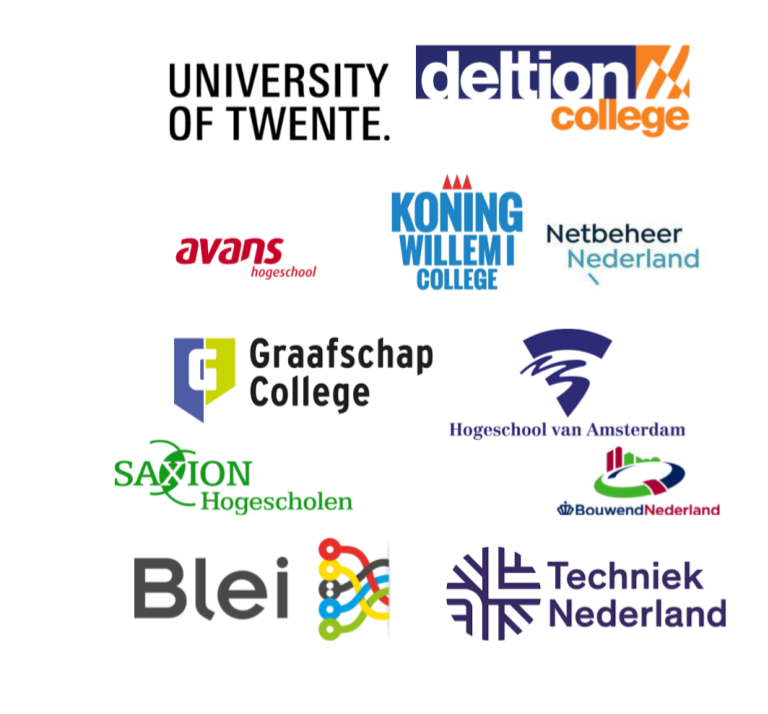 UNIVERSITY
OF TWENTE.
deltion
college
avans
hogeschool
KONING
WILLEM I
COLLEGE
Netbeheer
Nederland
Graafschap
College
Hogeschool van Amsterdam
SAXION
Hogescholen
BouwendNederland
Blei
Techniek
Nederland